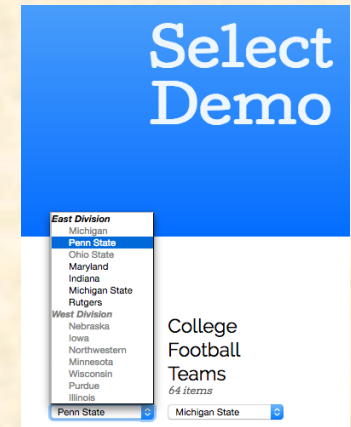 Select
Demo
East Division
Michigan
Penn State
Ohio State
Maryland
Indiana
Michigan State
Rutgers
West Division
Nebraska
Iowa
Northwestern
Minnesota
Wisconsin
Purdue
Illinois
Penn State
College
Football
Teams
64 items
Michigan State